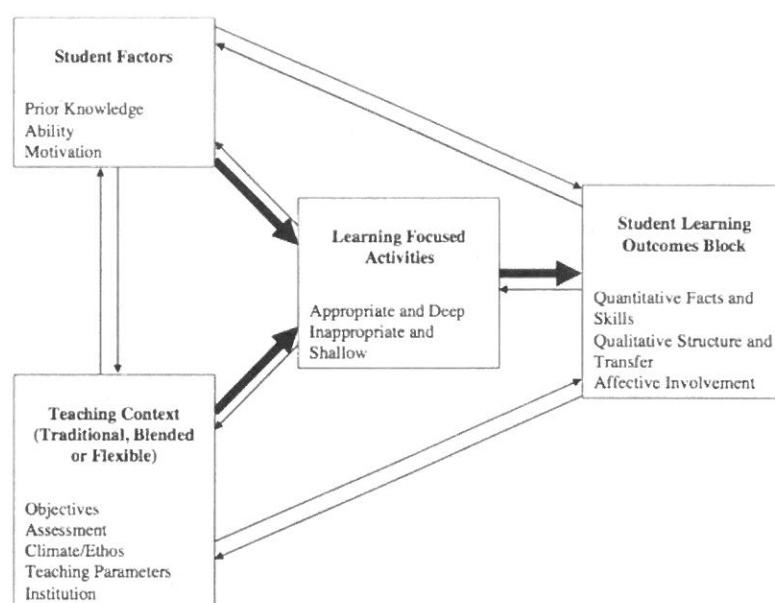 Student Factors
Prior Knowledge
Ability
Motivation
Learning Focused
Activities
Appropriate and Deep
Inappropriate and
Shallow
Student Learning
Outcomes Block
Quantitative Facts and
Skills
Qualitative Structure and
Transfer
Affective Involvement
Teaching Context
(Traditional, Blended
or Flexible)
Objectives
Assessment
Climate/Ethos
Teaching Parameters
Institution